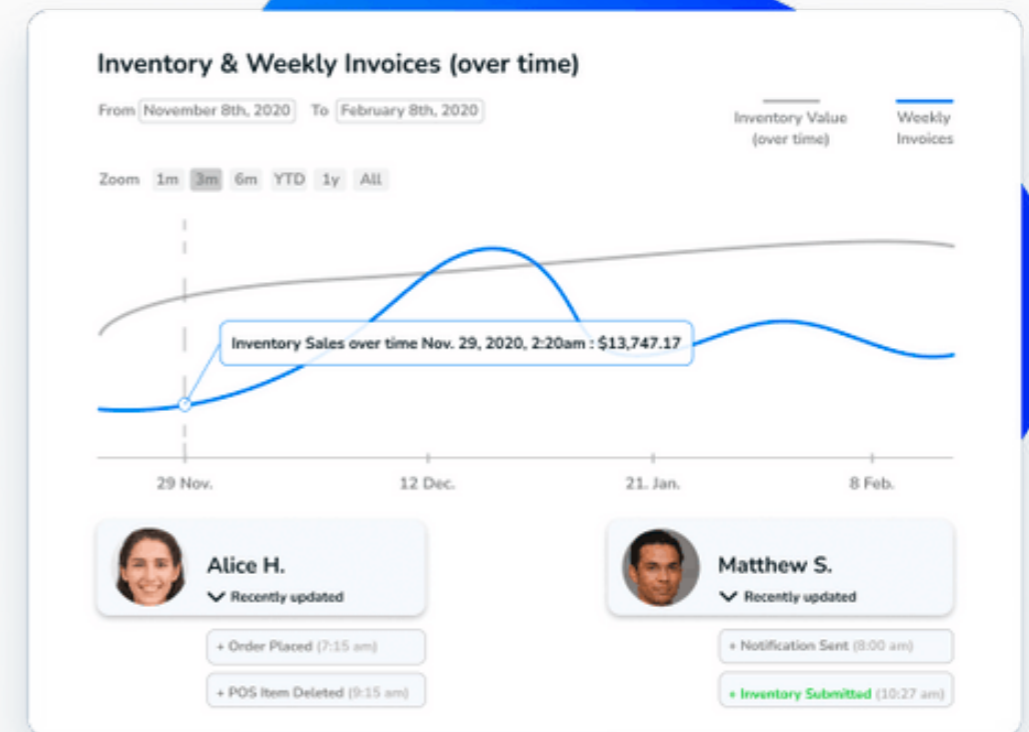 Inventory & Weekly Invoices (over time)
From November 8th, 2020 To February 8th, 2020
Inventory Value
(over time)
Weekly
Invoices
Zoom 1m 3m 6m YTD 1y All
Inventory Sales over time Nov. 29, 2020, 2:20am : $13,747.17
29 Nov. 12 Dec. 21. Jan. 8 Feb.
Alice H.
Recently updated
+ Order Placed (7:15 am)
+ POS Item Deleted (9:15 am)
Matthew S.
Recently updated
+ Notification Sent (8:00 am)
+ Inventory Submitted (10:27 am)